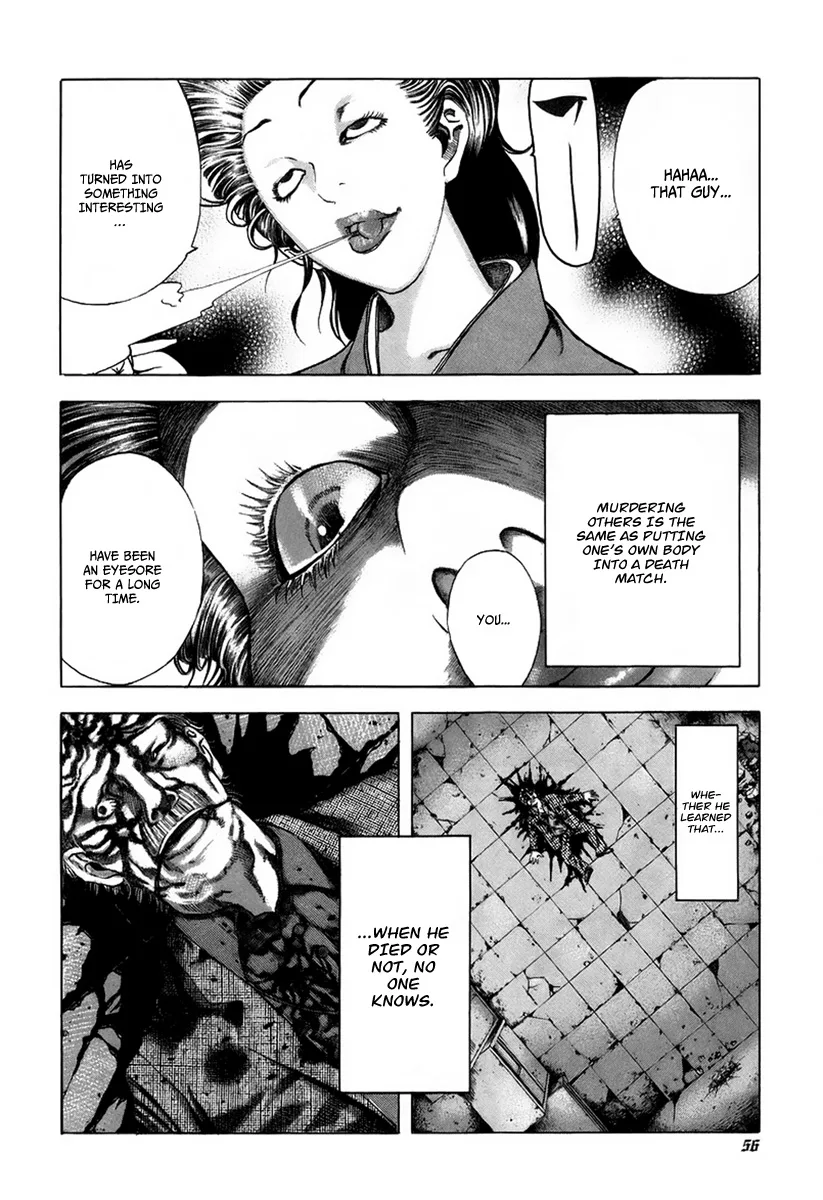 HAHAA...
THAT GUY...
HAS
TURNED INTO
SOMETHING
INTERESTING
...
MURDERING
OTHERS IS THE
SAME AS PUTTING
ONE'S OWN BODY
INTO A DEATH
MATCH.
YOU...
HAVE BEEN
AN EYESORE
FOR A LONG
TIME.
WHE-
THER HE
LEARNED
THAT...
...WHEN HE
DIED OR
NOT, NO
ONE
KNOWS.
56